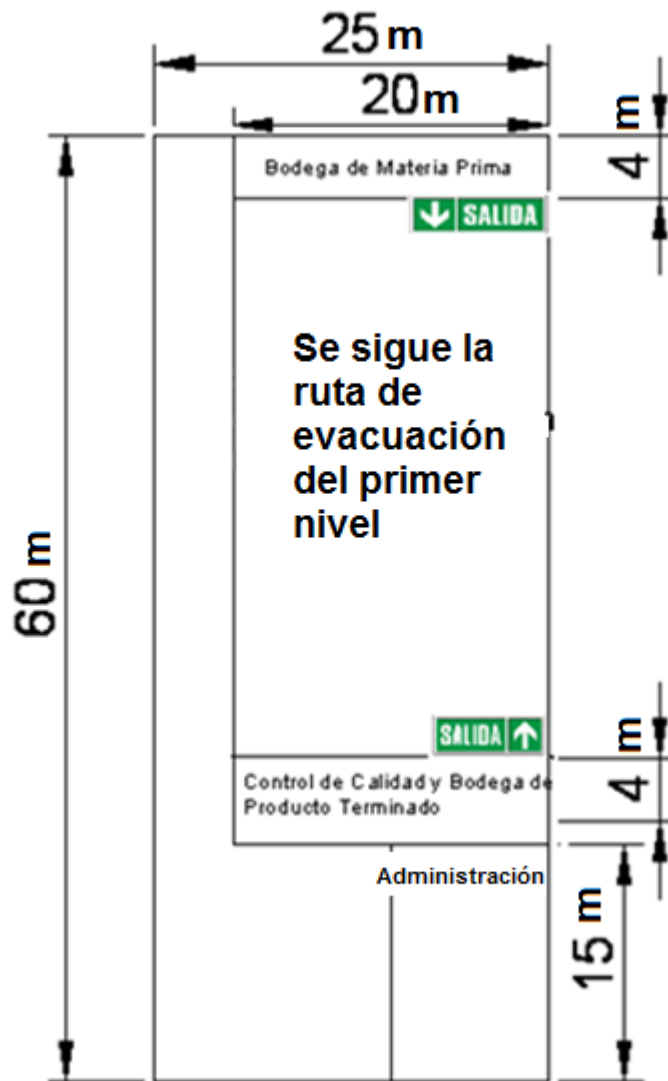 25 m
20 m
4 m
Bodega de Materia Prima
SALIDA
Se sigue la
ruta de
evacuación
del primer
nivel
60 m
SALIDA
4 m
Control de Calidad y Bodega de
Producto Terminado
Administración
15 m